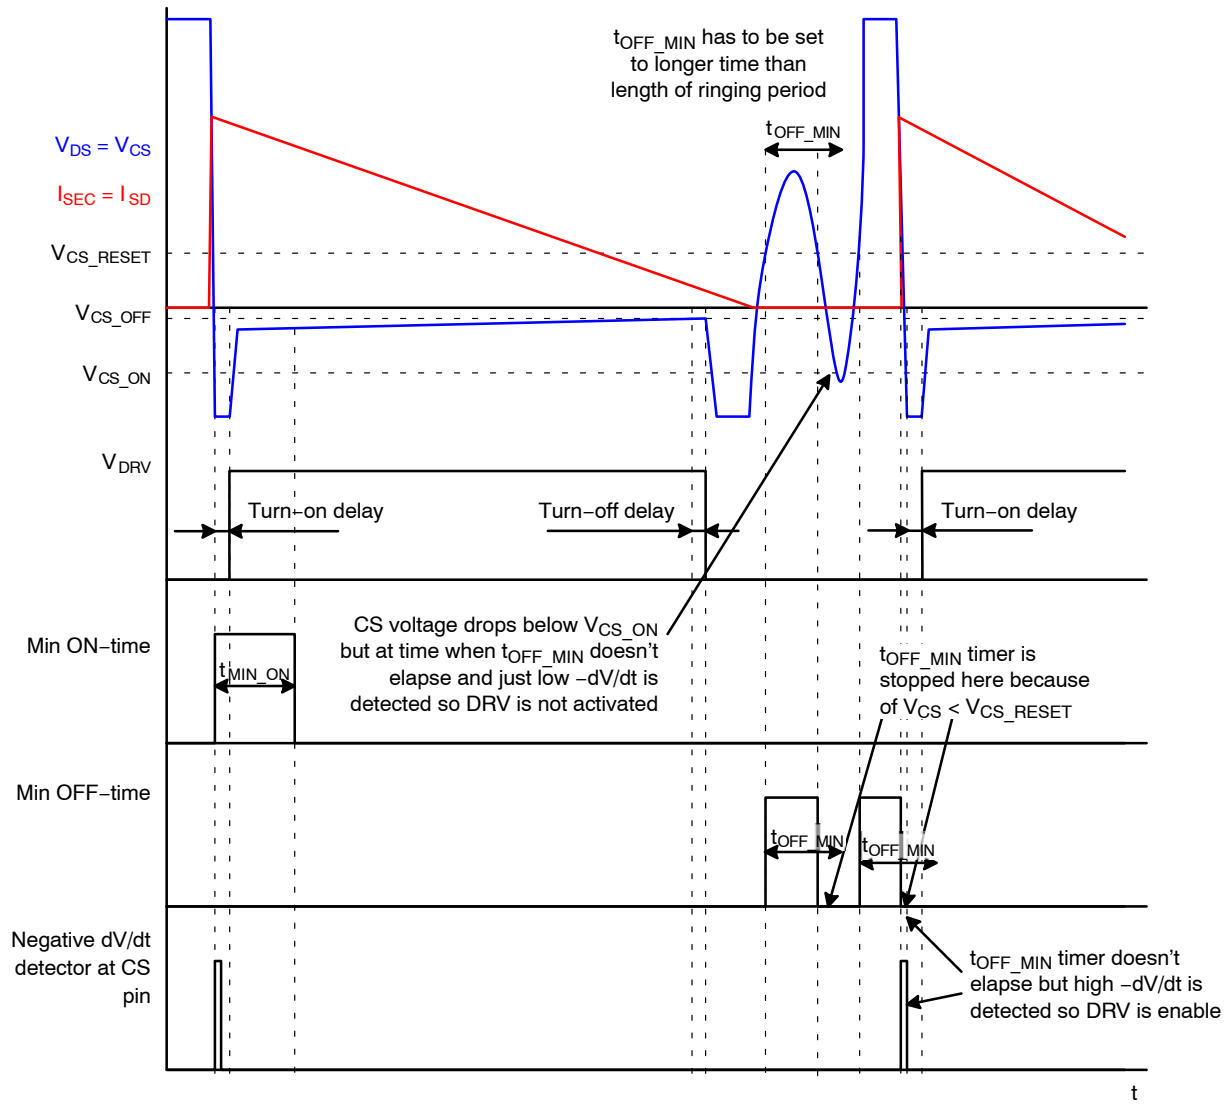 tOFF_MIN has to be set
to longer time than
length of ringing period
tOFF_MIN
VDS = VCS
ISEC = ISD
VCS_RESET
VCS_OFF
VCS_ON
VDRV
Turn−on delay
Turn−off delay
Turn−on delay
CS voltage drops below VCS_ON
but at time when tOFF_MIN doesn't
elapse and just low -dV/dt is
detected so DRV is not activated
Min ON−time
tMIN_ON
tOFF_MIN timer is
stopped here because
of VCS < VCS_RESET
Min OFF−time
tOFF_MIN
tOFF_MIN
Negative dV/dt
detector at CS
pin
tOFF_MIN timer doesn't
elapse but high −dV/dt is
detected so DRV is enable
t